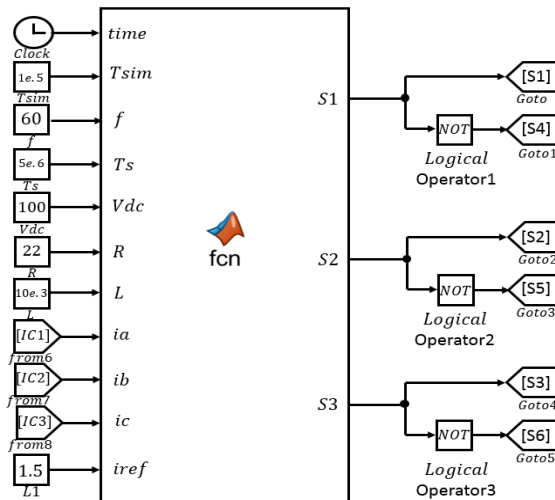 time
Clock
1e.5
Tsim
Tsim
60
f
f
5e.6
Ts
Ts
100
Vdc
Vdc
22
R
R
10e.3
L
L
[IC1]
ia
from6
[IC2]
ib
from7
[IC3]
ic
from8
1.5
iref
L1
fcn
S1
[S1]
Goto
NOT
[S4]
Goto1
Logical
Operator1
S2
[S2]
Goto2
NOT
[S5]
Goto3
Logical
Operator2
S3
[S3]
Goto4
NOT
[S6]
Goto5
Logical
Operator3